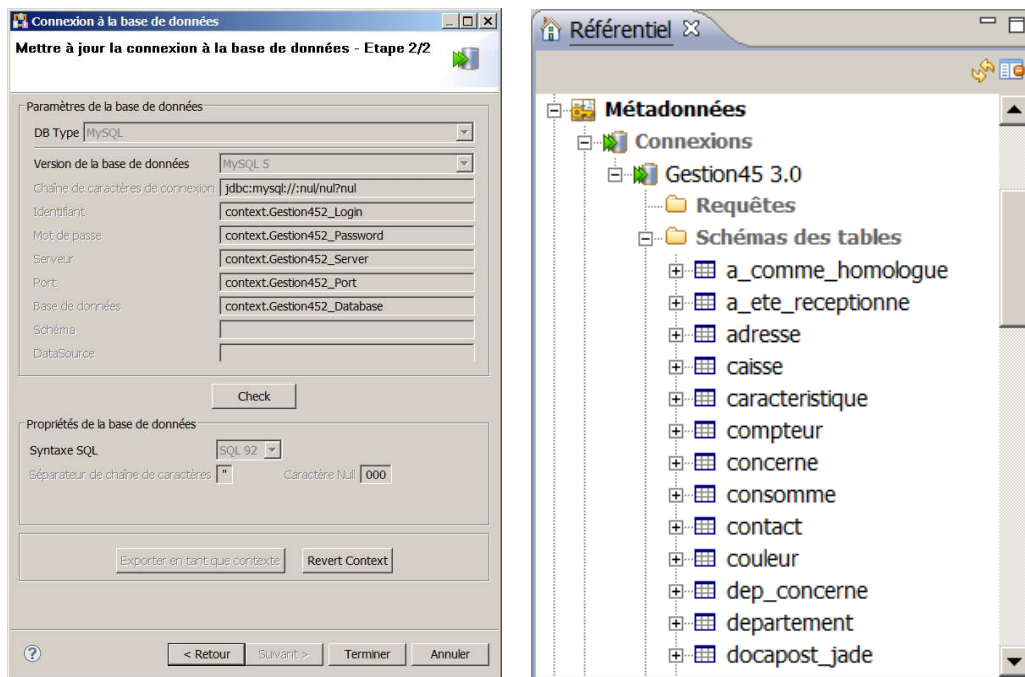 Connexion à la base de données
Mettre à jour la connexion à la base de données - Etape 2/2
Paramètres de la base de données
DB Type MySQL
Version de la base de données MySQL 5
Chaîne de caractères de connexion jdbc:mysql://:nul/nul?nul
Identifiant context.Gestion452_Login
Mot de passe context.Gestion452_Password
Serveur context.Gestion452_Server
Port context.Gestion452_Port
Base de données context.Gestion452_Database
Schéma
DataSource
Check
Propriétés de la base de données
Syntaxe SQL SQL 92
Séparateur de chaîne de caractères " Caractère Null 000
Exporter en tant que contexte Revert Context
< Retour Suivant > Terminer Annuler
Référentiel
Métadonnées
Connexions
Gestion45 3.0
Requêtes
Schémas des tables
a_comme_homologue
a_ete_receptionne
adresse
caisse
caracteristique
compteur
concerne
consomme
contact
couleur
dep_concerne
departement
docapost_jade